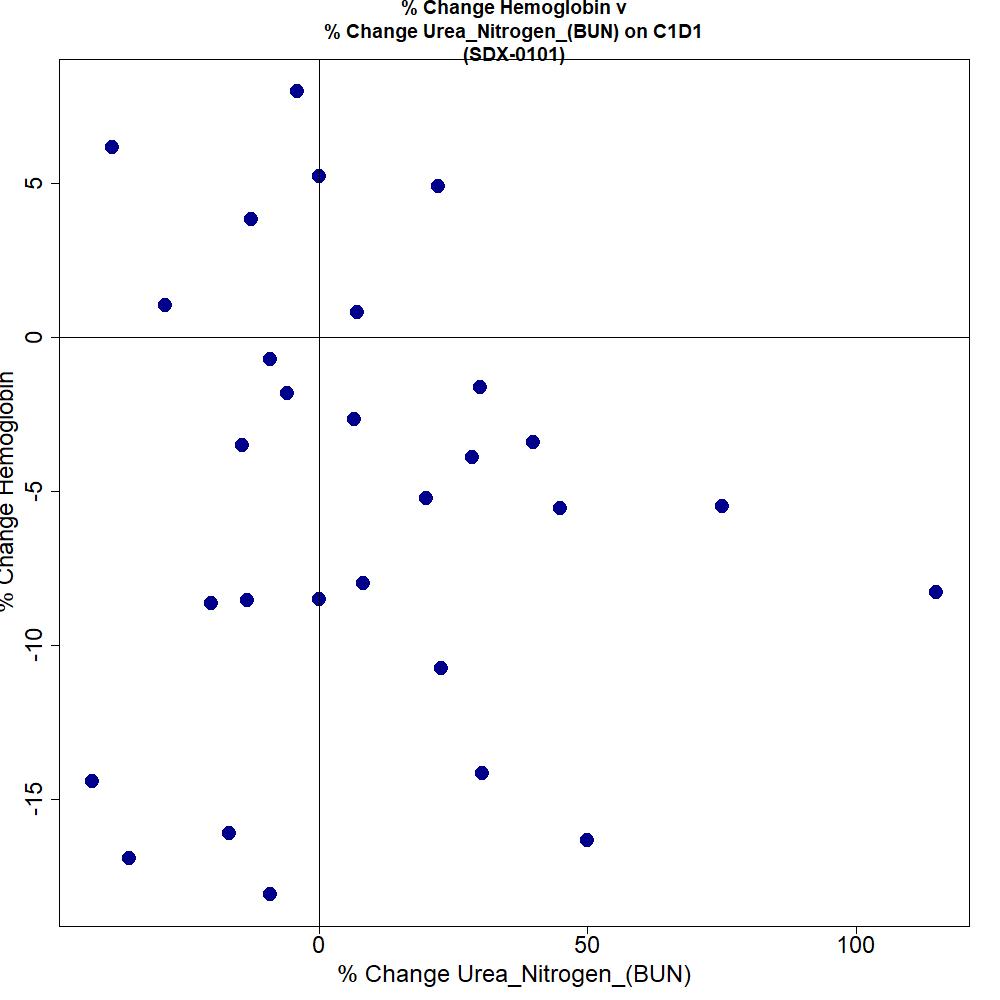 % Change Hemoglobin v
% Change Urea_Nitrogen_(BUN) on C1D1
(SDX-0101)
% Change Hemoglobin
5
0
-5
-10
-15
0
50
100
% Change Urea_Nitrogen_(BUN)